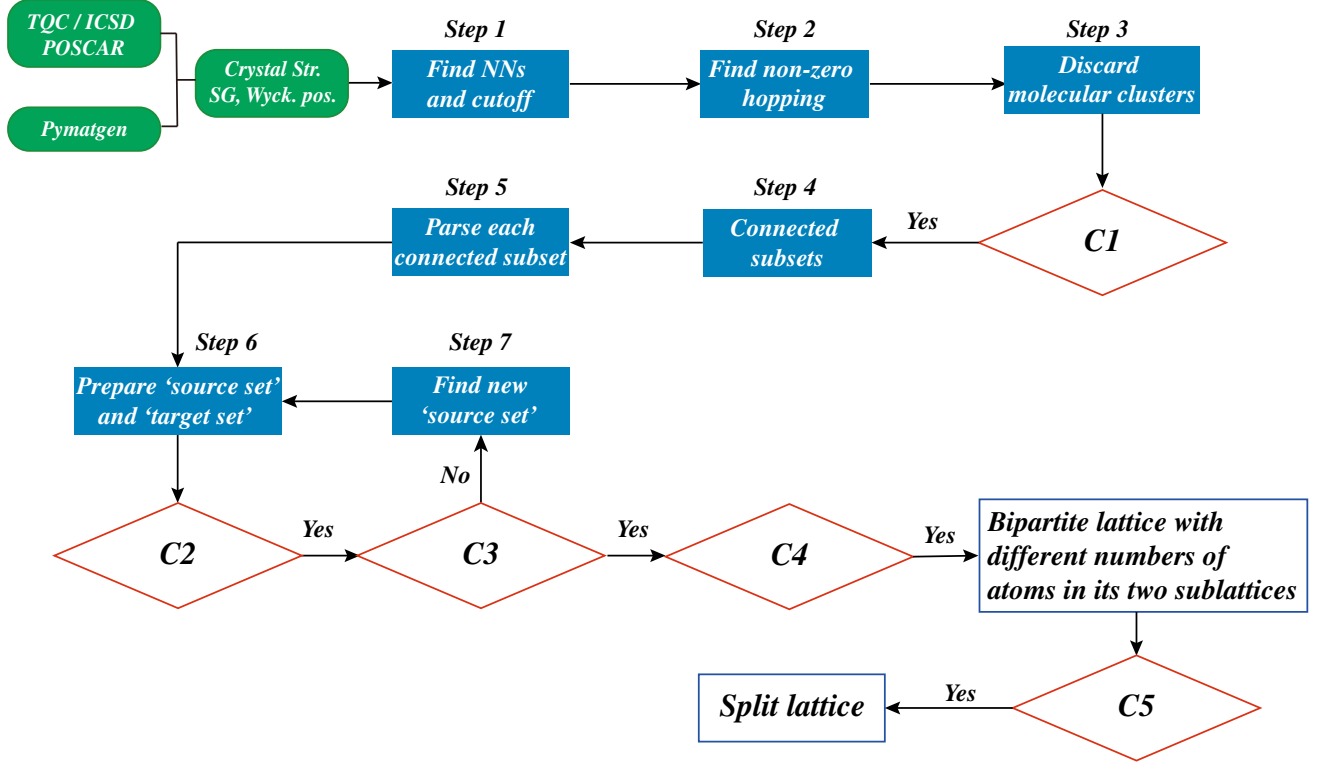 TQC / ICSD
POSCAR
Pymatgen
Crystal Str.
SG, Wyck. pos.
Step 1
Find NNs
and cutoff
Step 2
Find non-zero
hopping
Step 3
Discard
molecular clusters
C1
Yes
Step 4
Connected
subsets
Step 5
Parse each
connected subset
Step 6
Prepare ‘source set’
and ‘target set’
Step 7
Find new
‘source set’
No
C2
Yes
C3
Yes
C4
Yes
Bipartite lattice with
different numbers of
atoms in its two sublattices
C5
Yes
Split lattice